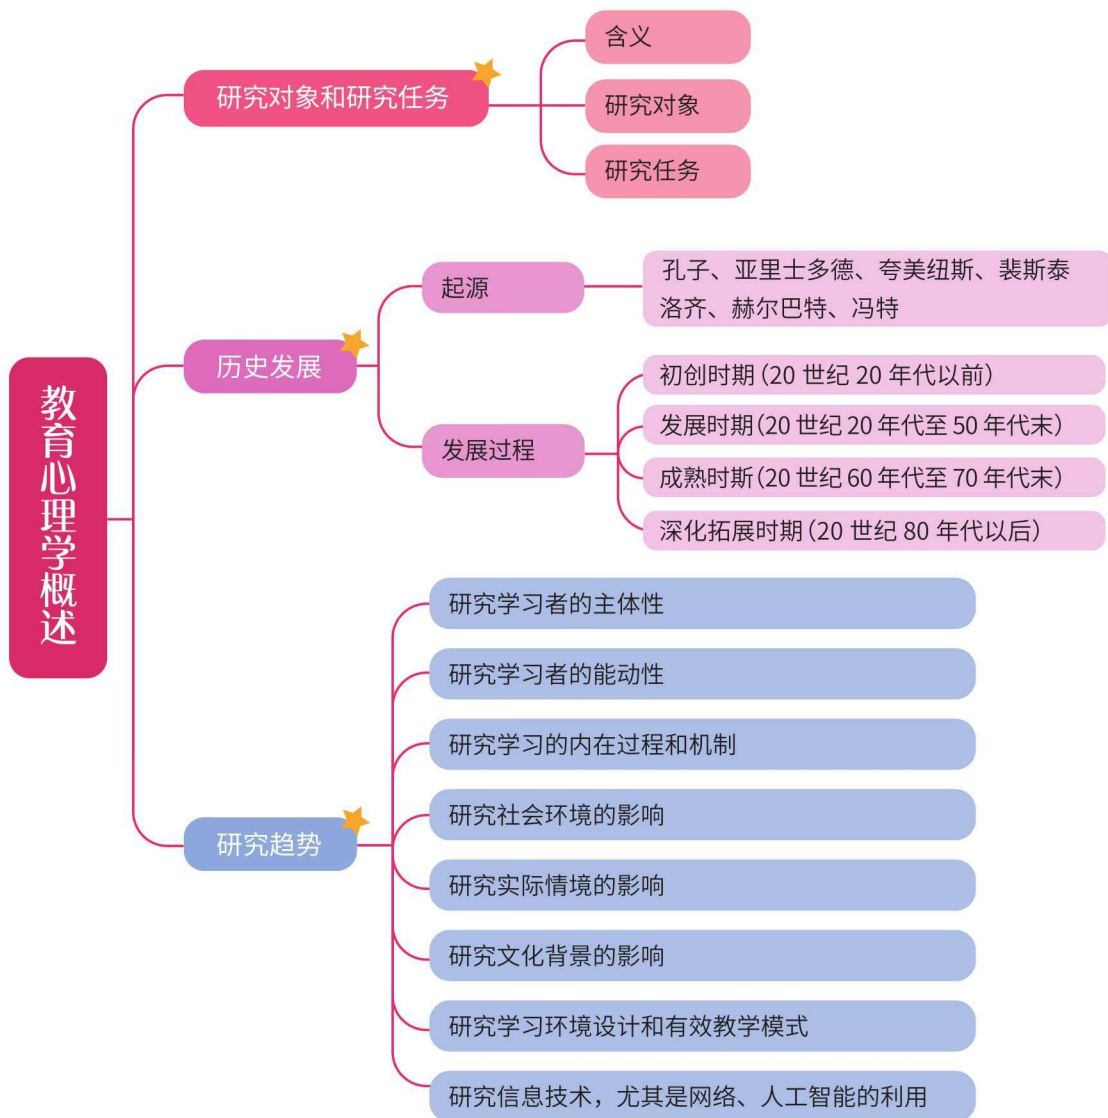 教育心理学概述
研究对象和研究任务
含义
研究对象
研究任务
历史发展
起源
孔子、亚里士多德、夸美纽斯、裴斯泰
洛齐、赫尔巴特、冯特
发展过程
初创时期(20 世纪 20 年代以前)
发展时期(20 世纪 20 年代至 50 年代末)
成熟时斯(20 世纪 60 年代至 70 年代末)
深化拓展时期(20 世纪 80 年代以后)
研究趋势
研究学习者的主体性
研究学习者的能动性
研究学习的内在过程和机制
研究社会环境的影响
研究实际情境的影响
研究文化背景的影响
研究学习环境设计和有效教学模式
研究信息技术，尤其是网络、人工智能的利用